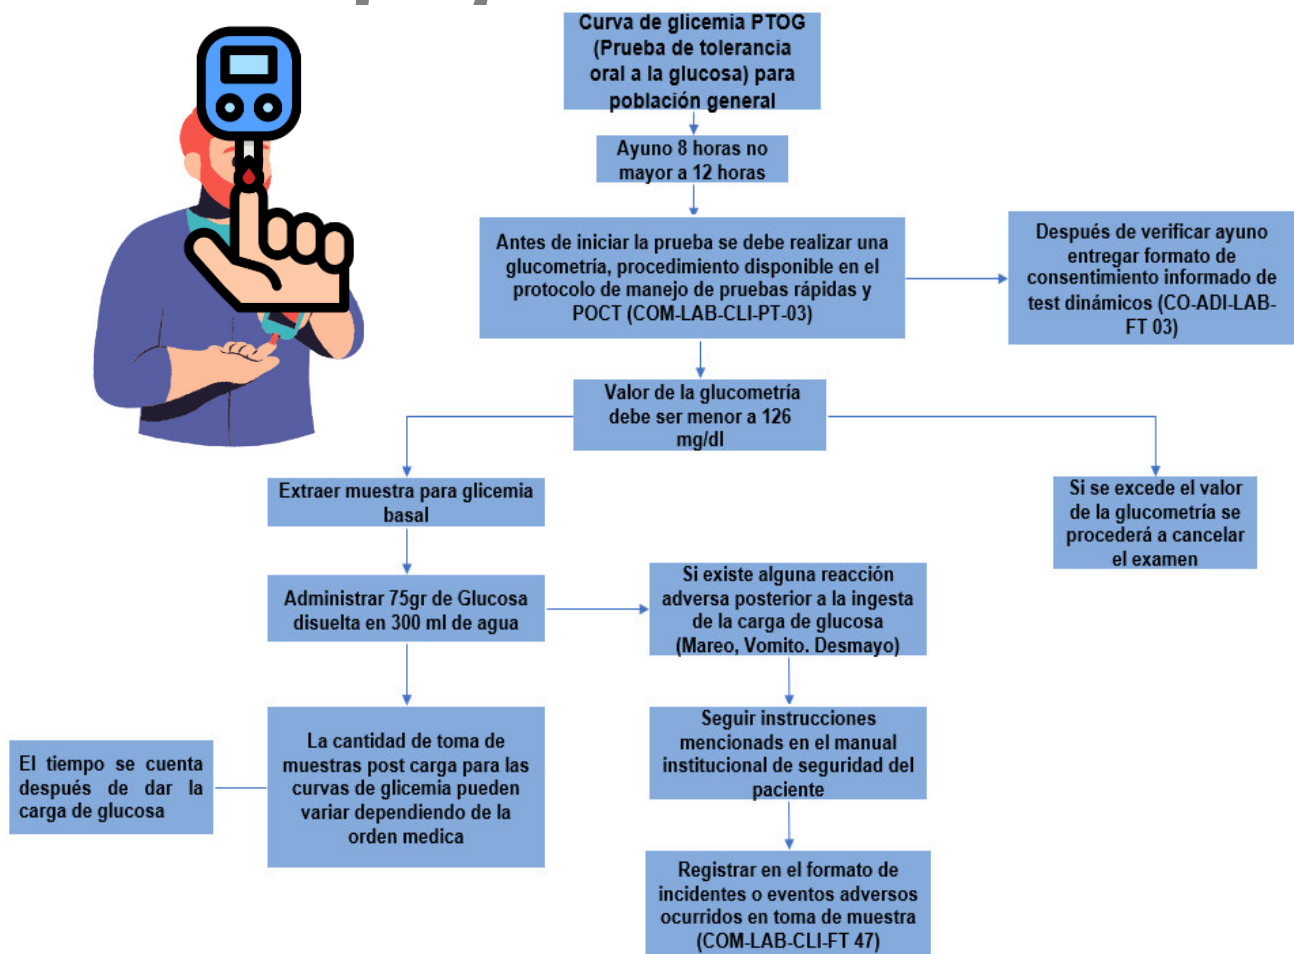 Curva de glicemia PTOG
(Prueba de tolerancia
oral a la glucosa) para
población general
Ayuno 8 horas no
mayor a 12 horas
Antes de iniciar la prueba se debe realizar una
glucometría, procedimiento disponible en el
protocolo de manejo de pruebas rápidas y
POCT (COM-LAB-CLI-PT-03)
Después de verificar ayuno
entregar formato de
consentimiento informado de
test dinámicos (CO-ADI-LAB-
FT 03)
Valor de la glucometría
debe ser menor a 126
mg/dl
Extraer muestra para glicemia
basal
Si se excede el valor
de la glucometría se
procederá a cancelar
el examen
Administrar 75gr de Glucosa
disuelta en 300 ml de agua
Si existe alguna reacción
adversa posterior a la ingesta
de la carga de glucosa
(Mareo, Vomito. Desmayo)
El tiempo se cuenta
después de dar la
carga de glucosa
La cantidad de toma de
muestras post carga para las
curvas de glicemia pueden
variar dependiendo de la
orden medica
Seguir instrucciones
mencionads en el manual
institucional de seguridad del
paciente
Registrar en el formato de
incidentes o eventos adversos
ocurridos en toma de muestra
(COM-LAB-CLI-FT 47)